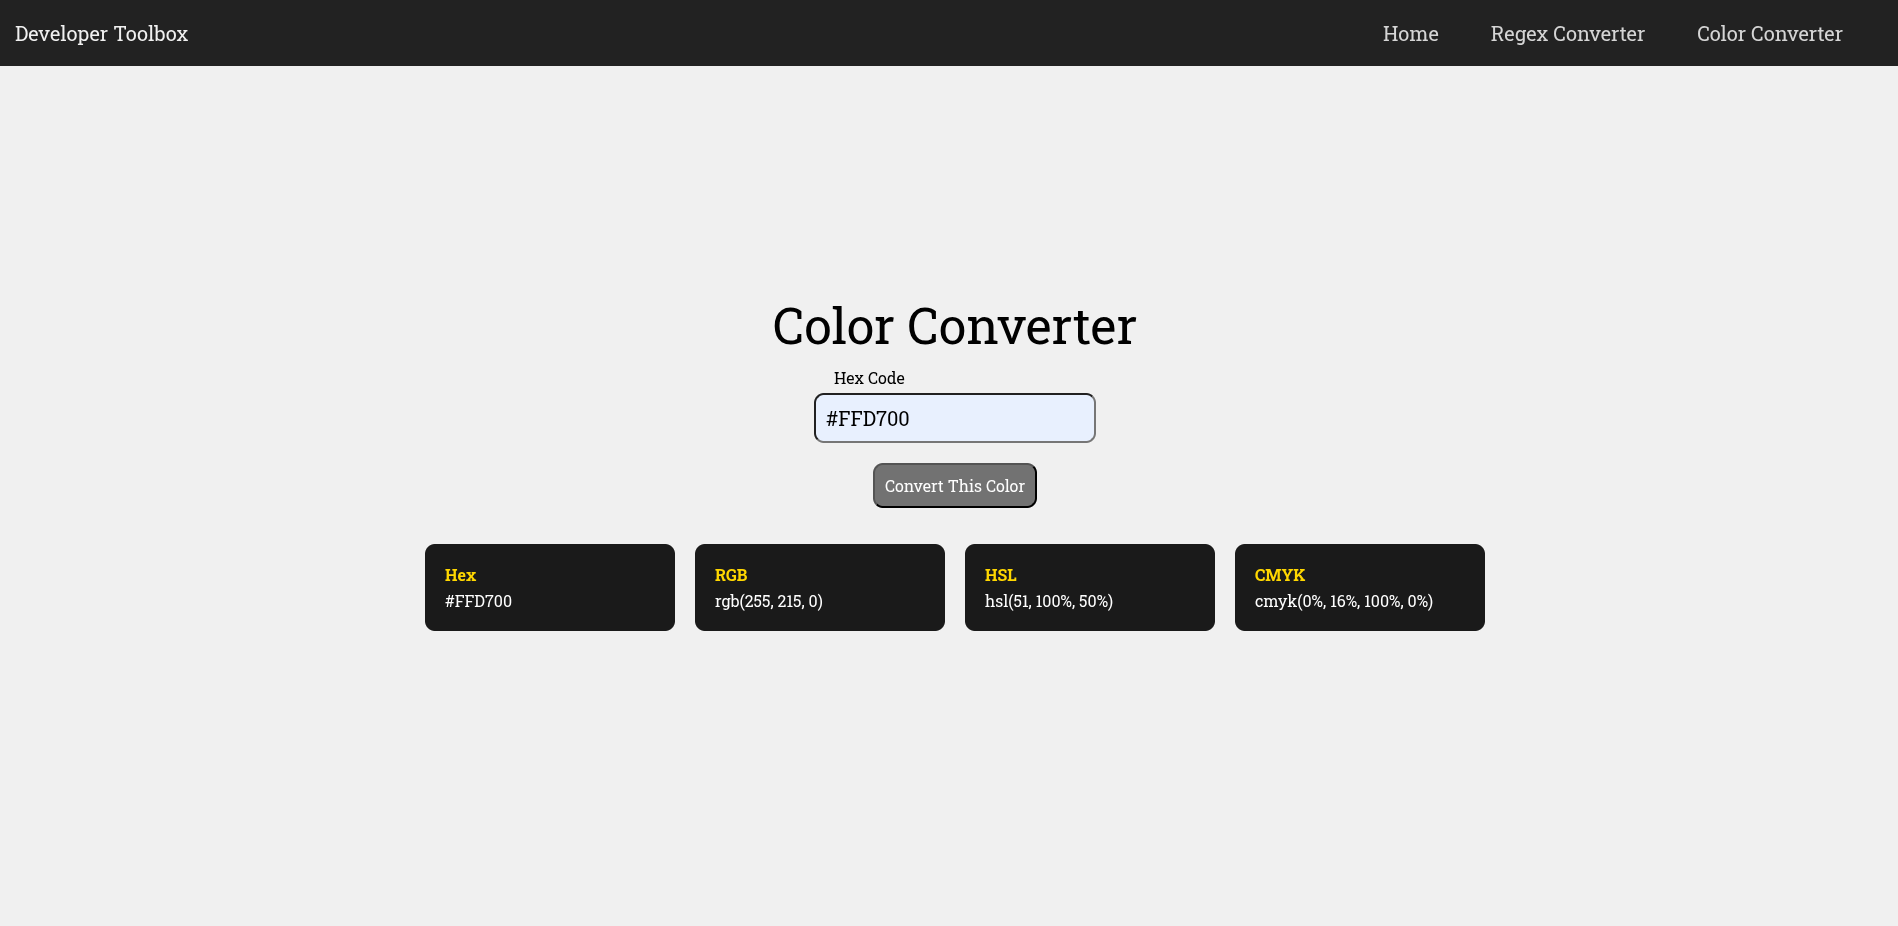 Developer Toolbox
Home
Regex Converter
Color Converter
Color Converter
Hex Code
#FFD700
Convert This Color
Hex
#FFD700
RGB
rgb(255, 215, 0)
HSL
hsl(51, 100%, 50%)
CMYK
cmyk(0%, 16%, 100%, 0%)